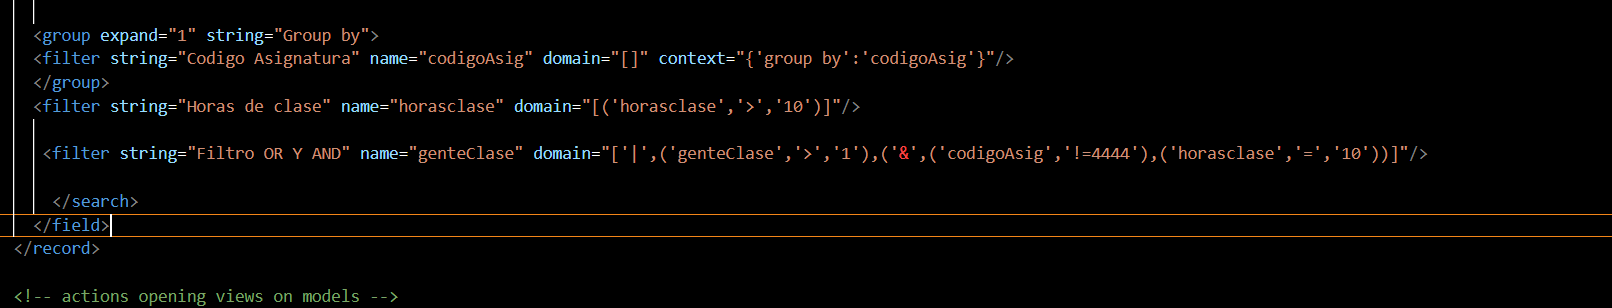 <group expand="1" string="Group by">
<filter string="Codigo Asignatura" name="codigoAsig" domain="[]" context="{'group by':'codigoAsig'}"/>
</group>
<filter string="Horas de clase" name="horasclase" domain="[('horasclase','>','10')]"/>
<filter string="Filtro OR Y AND" name="genteClase" domain="['|',('genteClase','>','1'),('&',('codigoAsig','!=4444'),('horasclase','=','10'))]"/>
</search>
</field>
</record>
<!-- actions opening views on models -->